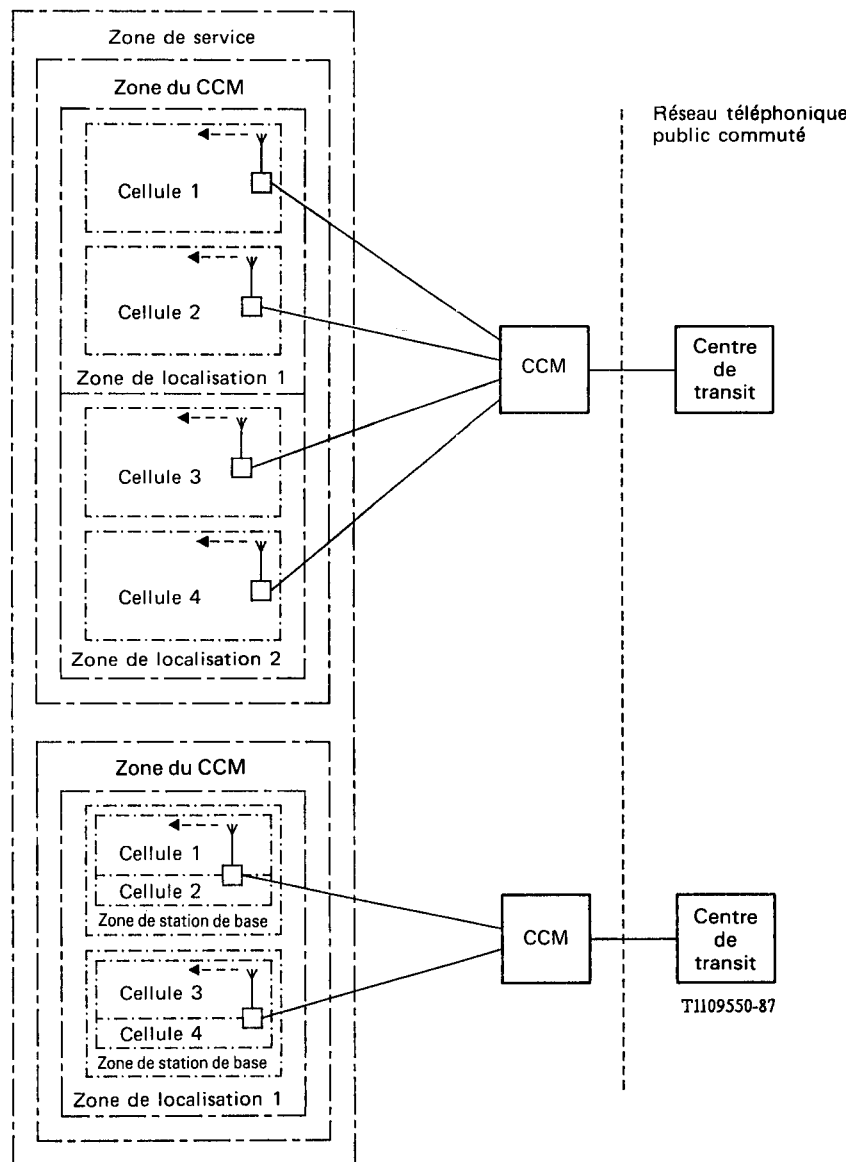 Zone de service
Zone du CCM
Réseau téléphonique
public commuté
Cellule 1
Cellule 2
Zone de localisation 1
CCM
Centre
de
transit
Cellule 3
Cellule 4
Zone de localisation 2
Zone du CCM
Cellule 1
Cellule 2
Zone de station de base
CCM
Centre
de
transit
Cellule 3
T1109550-87
Cellule 4
Zone de station de base
Zone de localisation 1